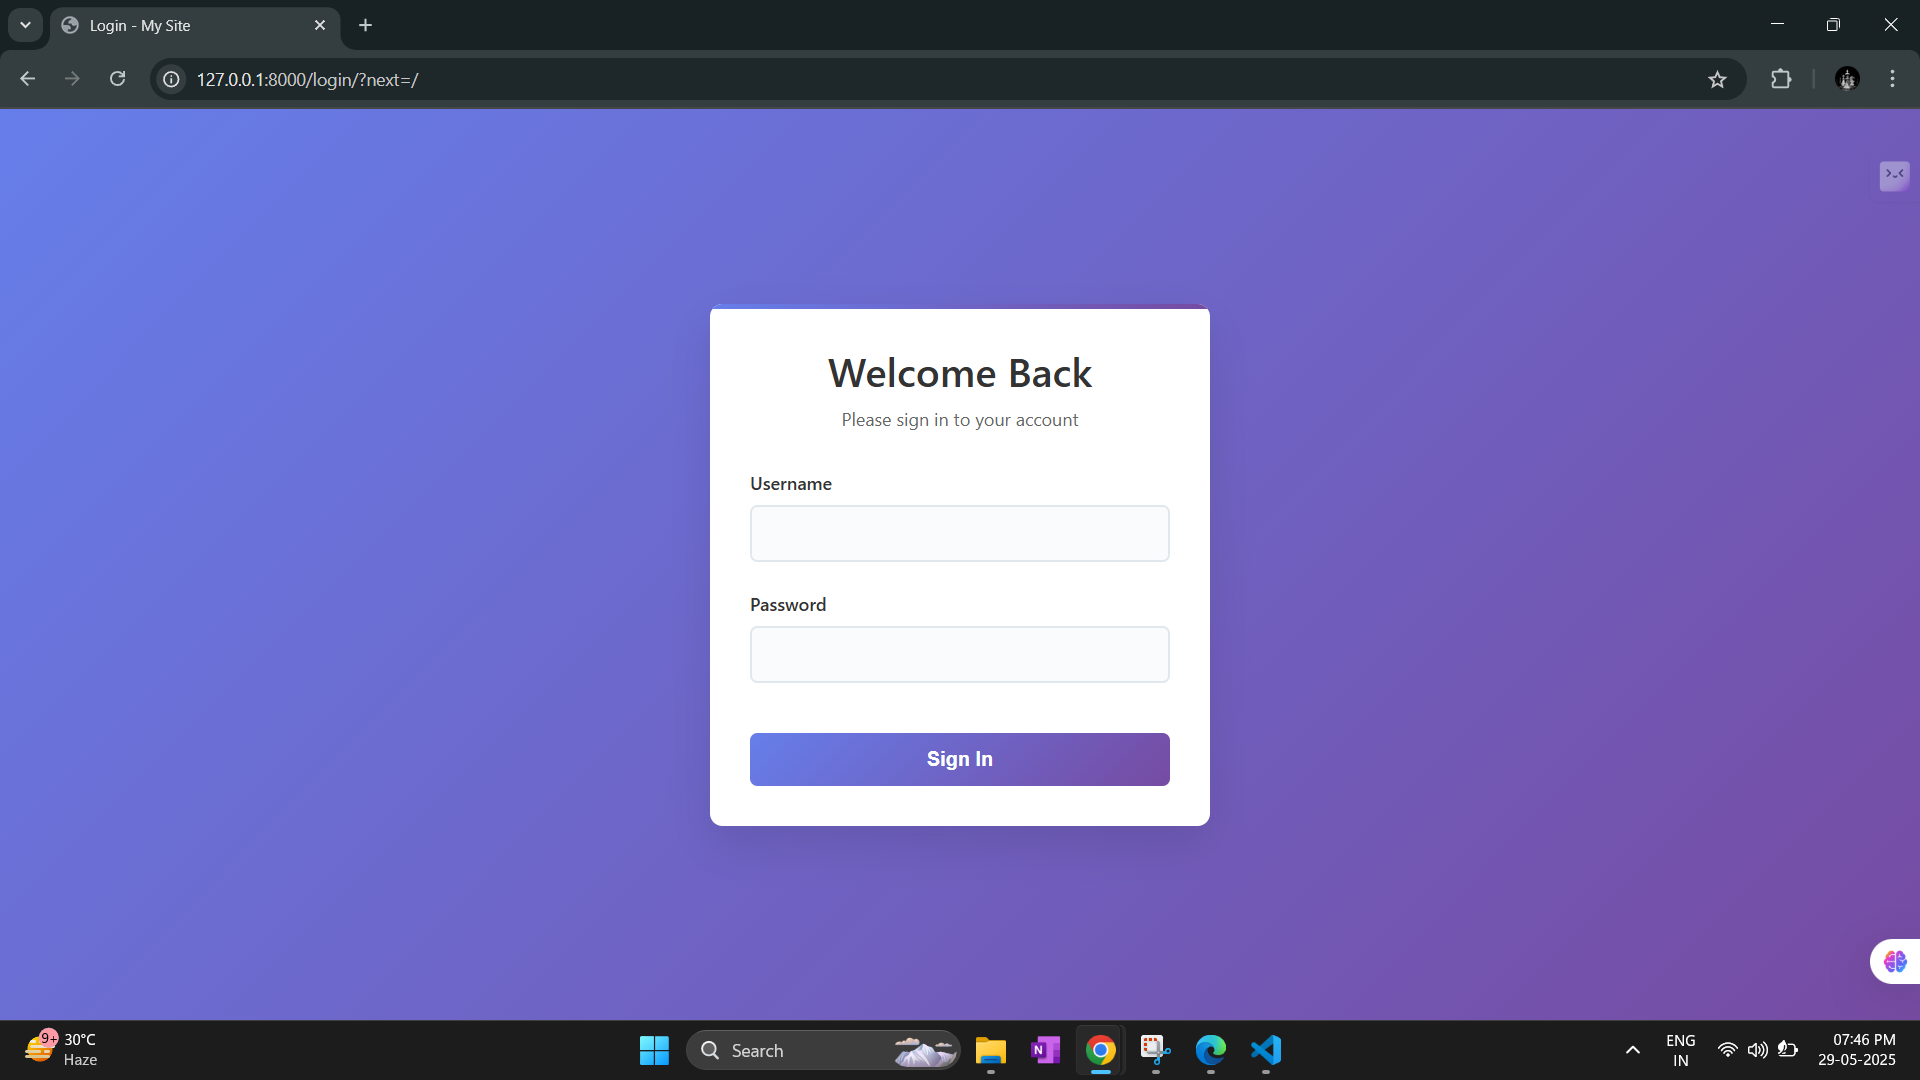 Login - My Site
127.0.0.1:8000/login/?next=/
Welcome Back
Please sign in to your account
Username
Password
Sign In
9+
30°C
Haze
Search
N
ENG
IN
07:46 PM
29-05-2025